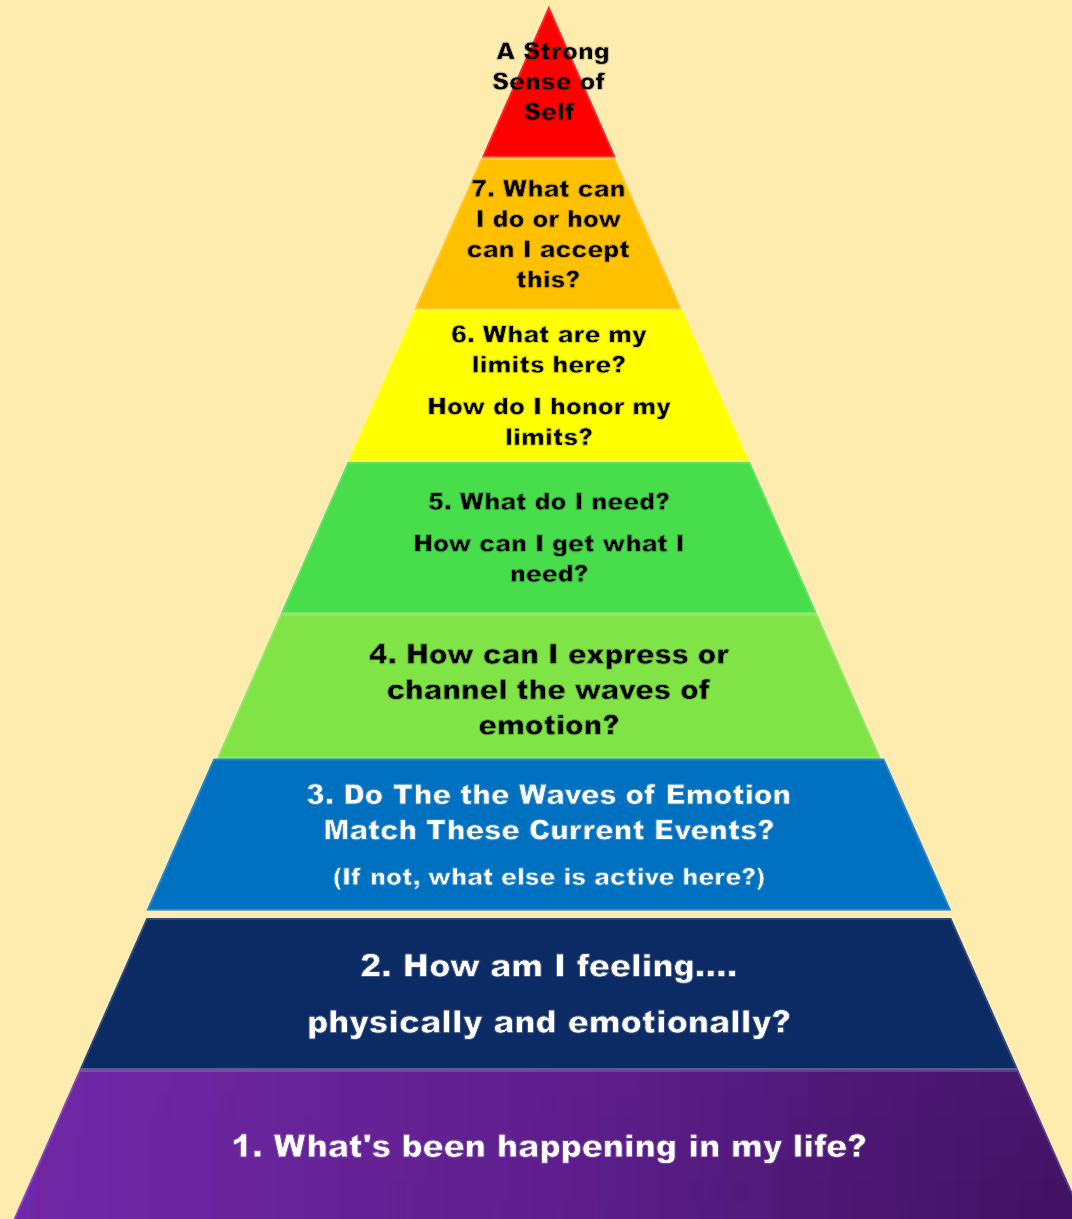 A Strong
Sense of
Self
7. What can
I do or how
can I accept
this?
6. What are my
limits here?
How do I honor my
limits?
5. What do I need?
How can I get what I
need?
4. How can I express or
channel the waves of
emotion?
3. Do The the Waves of Emotion
Match These Current Events?
(If not, what else is active here?)
2. How am I feeling....
physically and emotionally?
1. What's been happening in my life?